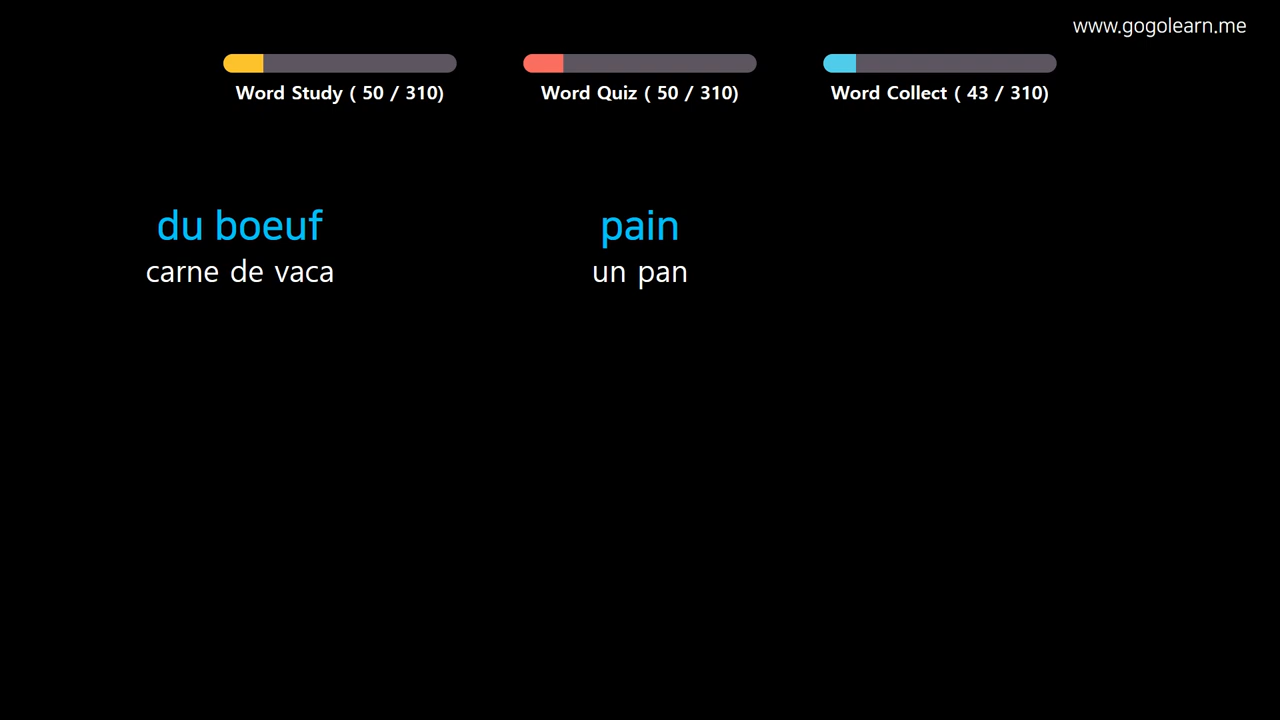 www.gogolearn.me
Word Study ( 50 / 310)
Word Quiz ( 50 / 310)
Word Collect ( 43 / 310)
du boeuf
carne de vaca
pain
un pan